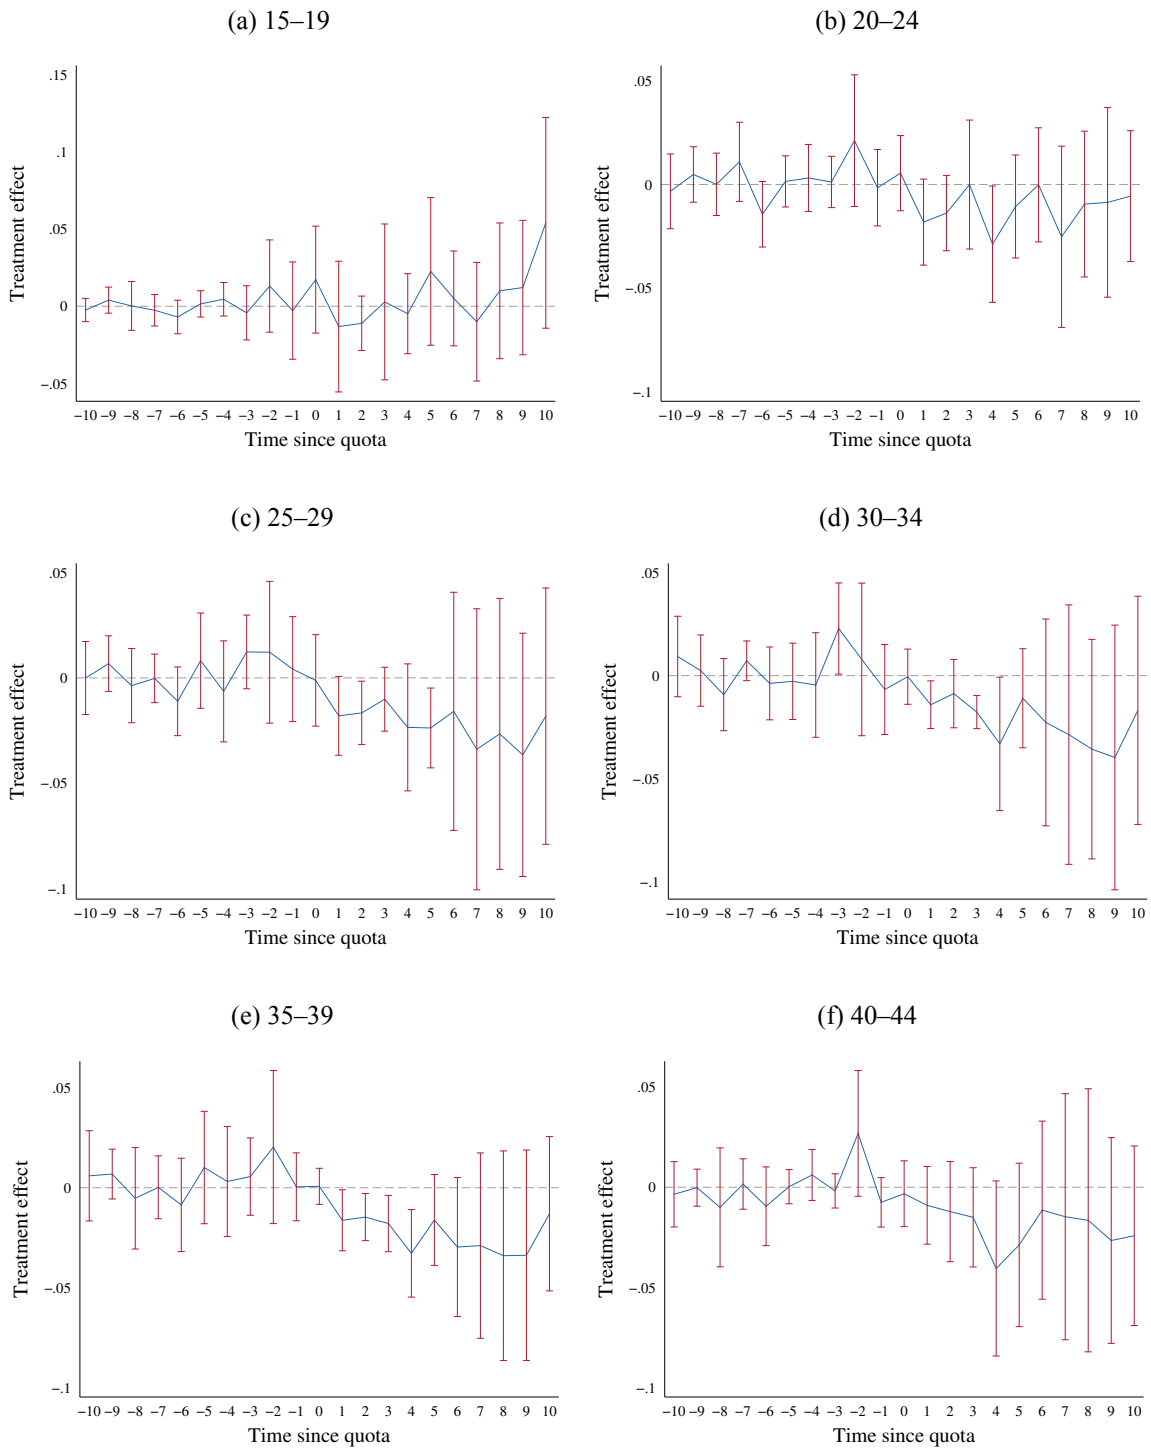 (a) 15–19
.15
.1
.05
0
−.05
Treatment effect
−10 −9 −8 −7 −6 −5 −4 −3 −2 −1 0 1 2 3 4 5 6 7 8 9 10
Time since quota
(b) 20–24
.05
0
−.05
−.1
Treatment effect
−10 −9 −8 −7 −6 −5 −4 −3 −2 −1 0 1 2 3 4 5 6 7 8 9 10
Time since quota
(c) 25–29
.05
0
−.05
−.1
Treatment effect
−10 −9 −8 −7 −6 −5 −4 −3 −2 −1 0 1 2 3 4 5 6 7 8 9 10
Time since quota
(d) 30–34
.05
0
−.05
−.1
Treatment effect
−10 −9 −8 −7 −6 −5 −4 −3 −2 −1 0 1 2 3 4 5 6 7 8 9 10
Time since quota
(e) 35–39
.05
0
−.05
−.1
Treatment effect
−10 −9 −8 −7 −6 −5 −4 −3 −2 −1 0 1 2 3 4 5 6 7 8 9 10
Time since quota
(f) 40–44
.05
0
−.05
−.1
Treatment effect
−10 −9 −8 −7 −6 −5 −4 −3 −2 −1 0 1 2 3 4 5 6 7 8 9 10
Time since quota